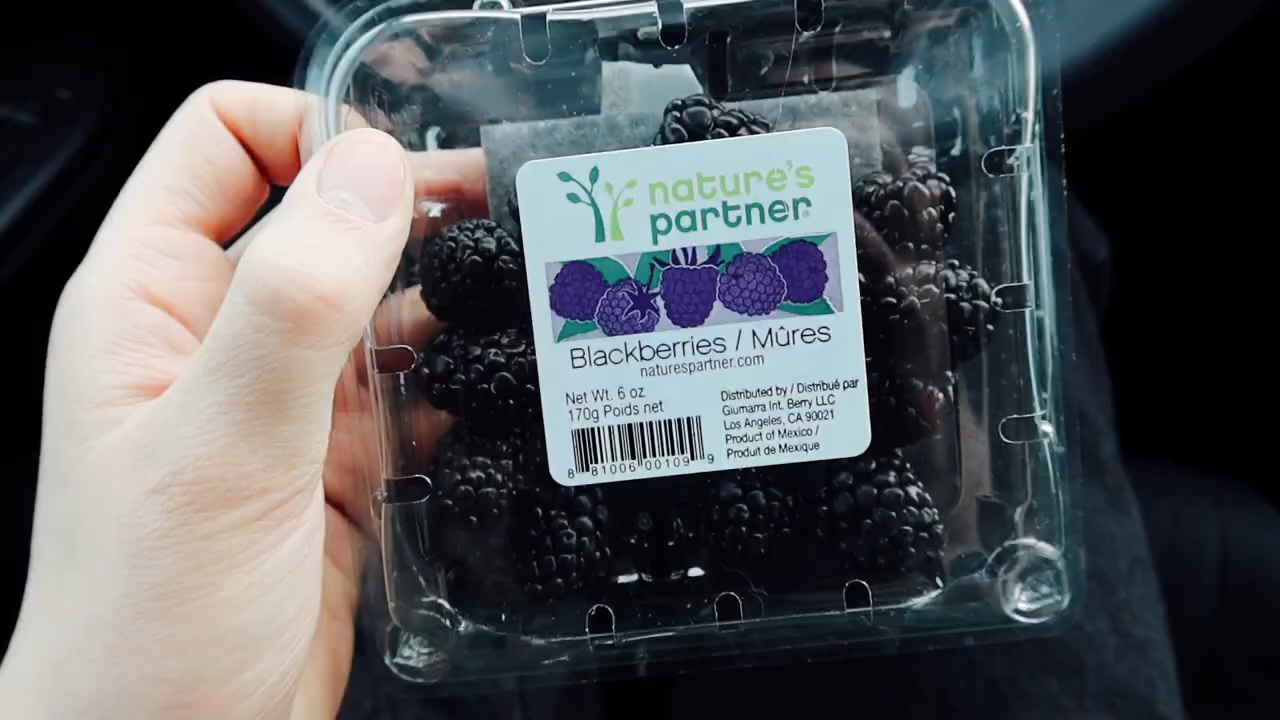 nature's
partner®
Blackberries / Mûres
naturespartner.com
Net Wt. 6 oz
170g Poids net
8 81006 00109 9
Distributed by / Distribué par
Giumarra Int. Berry LLC
Los Angeles, CA 90021
Product of Mexico /
Produit de Mexique